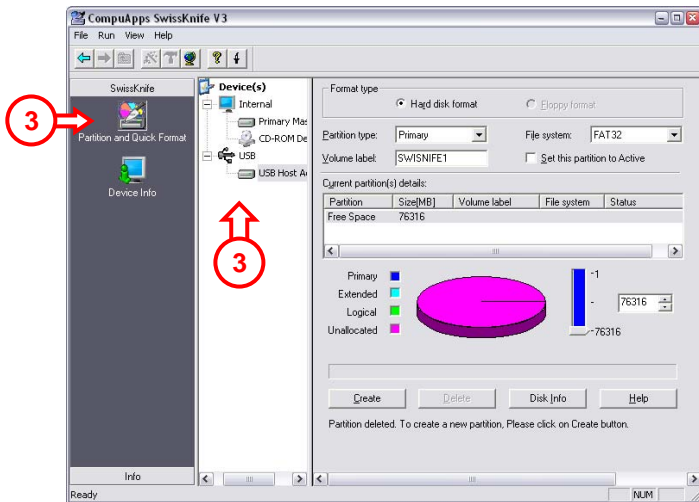 CompuApps SwissKnife V3
File Run View Help
SwissKnife
Partition and Quick Format
Device Info
Info
Device(s)
Internal
Primary Mas
CD-ROM De
USB
USB Host A
3
3
Format type
Hard disk format
Floppy format
Partition type: Primary File system: FAT32
Volume label: SWISNIFE1 Set this partition to Active
Current partition(s) details:
Partition Size[MB] Volume label File system Status
Free Space 76316
Primary
Extended
Logical
Unallocated
-1
-
-76316
76316
Create Delete Disk Info Help
Partition deleted. To create a new partition, Please click on Create button.
Ready NUM